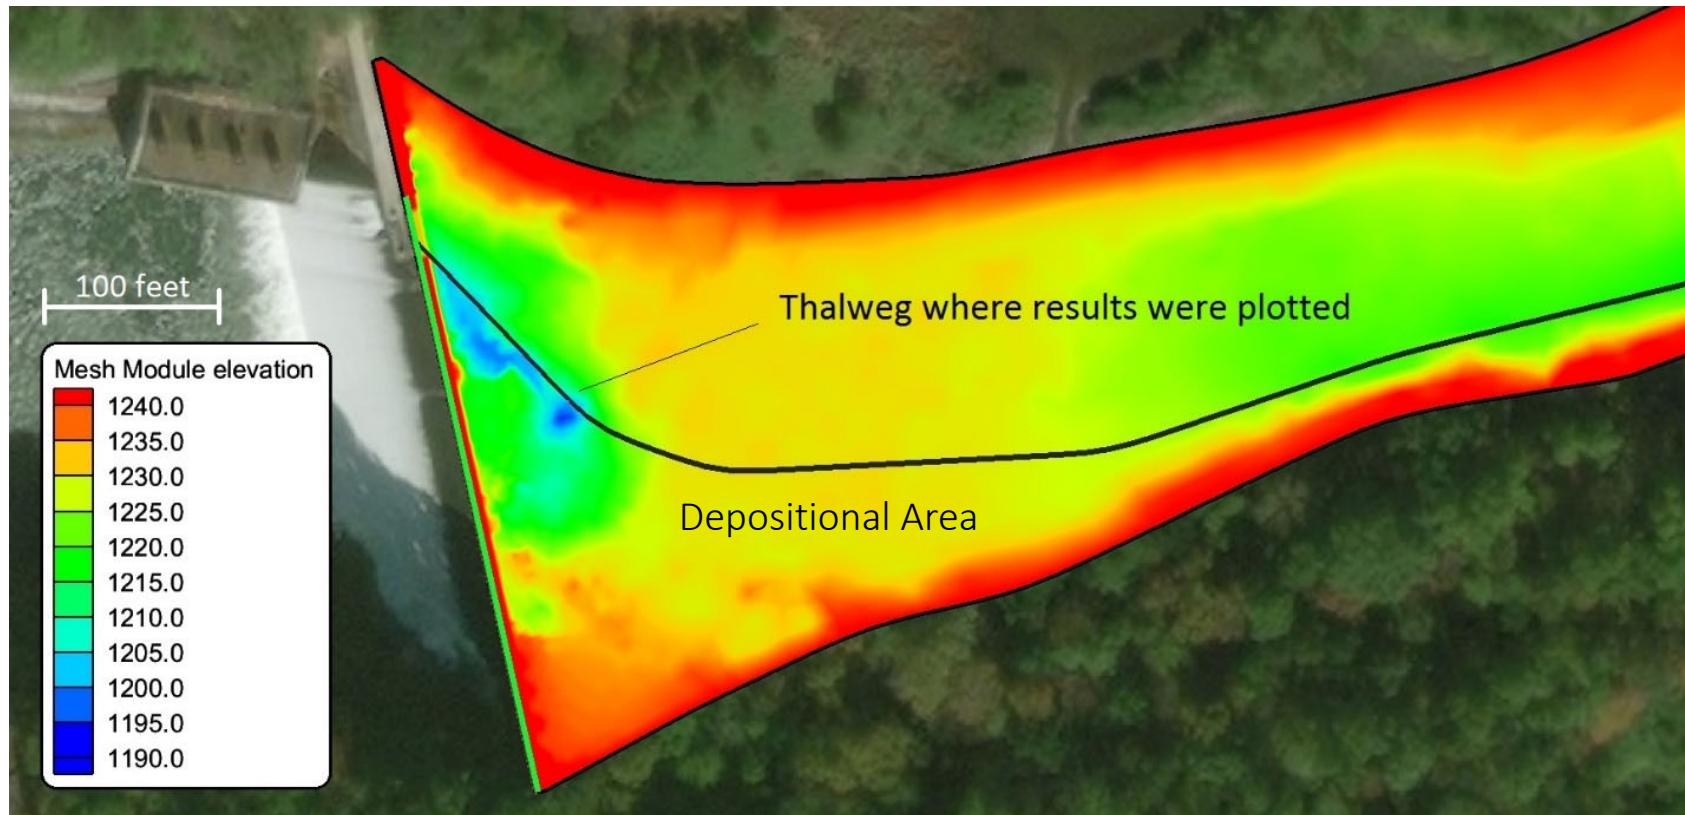 100 feet
Thalweg where results were plotted
Mesh Module elevation
1240.0
1235.0
1230.0
1225.0
1220.0
1215.0
1210.0
1205.0
1200.0
1195.0
1190.0
Depositional Area